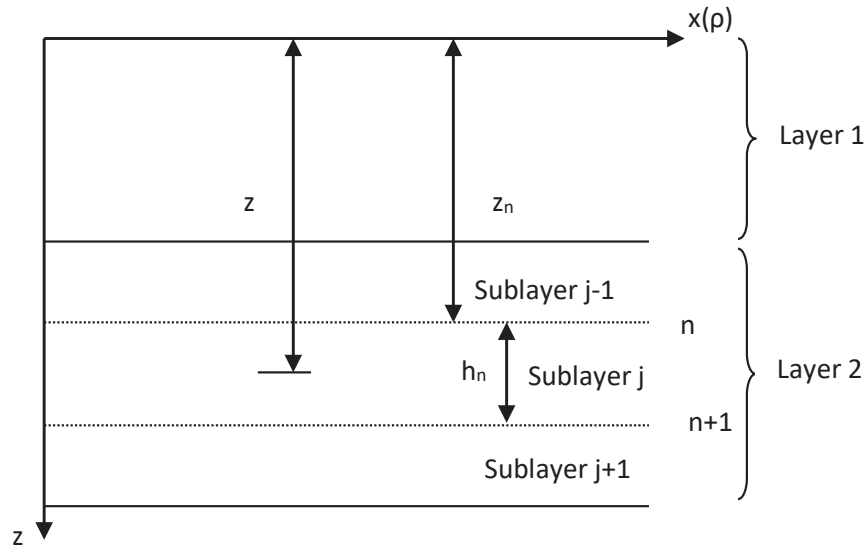 x(ρ)
Layer 1
z
zₙ
Sublayer j-1
n
hₙ
Sublayer j
Layer 2
n+1
Sublayer j+1
z